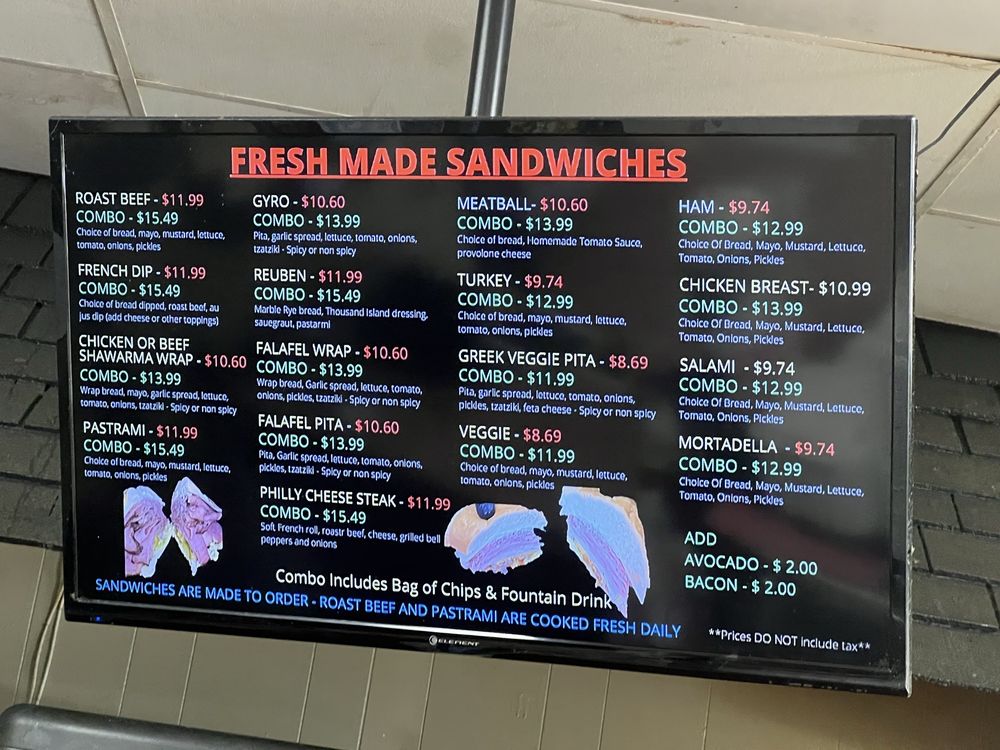 FRESH MADE SANDWICHES
ROAST BEEF - $11.99
COMBO - $15.49
Choice of bread, mayo, mustard, lettuce,
tomato, onions, pickles
FRENCH DIP - $11.99
COMBO - $15.49
Choice of bread dipped, roast beef, au
jus dip (add cheese or other toppings)
CHICKEN OR BEEF
SHAWARMA WRAP - $10.60
COMBO - $13.99
Wrap bread, mayo, garlic, lettuce,
tomato, onions, tzatziki - Spicy or non spicy
PASTRAMI - $11.99
COMBO - $15.49
Choice of bread, mayo, mustard, lettuce,
tomato, onions, pickles
GYRO - $10.60
COMBO - $13.99
Pita, garlic spread, lettuce, tomato, onions,
tzatziki - Spicy or non spicy
REUBEN - $11.99
COMBO - $15.49
Marble Rye bread, Thousand Island dressing,
sauegraut, pastarmi
FALAFEL WRAP - $10.60
COMBO - $13.99
Wrap bread, Garlic spread, lettuce, tomato,
onions, pickles, tzatziki - Spicy or non spicy
FALAFEL PITA - $10.60
COMBO - $13.99
Pita, Garlic spread, lettuce, tomato, onions,
pickles, tzatziki - Spicy or non spicy
PHILLY CHEESE STEAK - $11.99
COMBO - $15.49
Soft French roll, roastr beef, cheese, grilled bell
peppers and onions
MEATBALL- $10.60
COMBO - $13.99
Choice of bread, Homemade Tomato Sauce,
provolone cheese
TURKEY - $9.74
COMBO - $12.99
Choice of bread, mayo, mustard, lettuce,
tomato, onions, pickles
GREEK VEGGIE PITA - $8.69
COMBO - $11.99
Pita, garlic spread, lettuce, tomato, onions,
pickles, tzatziki, feta cheese - Spicy or non spicy
VEGGIE - $8.69
COMBO - $11.99
Choice of bread, mayo, mustard, lettuce,
tomato, onions, pickles
HAM - $9.74
COMBO - $12.99
Choice Of Bread, Mayo, Mustard, Lettuce,
Tomato, Onions, Pickles
CHICKEN BREAST- $10.99
COMBO - $13.99
Choice Of Bread, Mayo, Mustard, Lettuce,
Tomato, Onions, Pickles
SALAMI - $9.74
COMBO - $12.99
Choice Of Bread, Mayo, Mustard, Lettuce,
Tomato, Onions, Pickles
MORTADELLA - $9.74
COMBO - $12.99
Choice Of Bread, Mayo, Mustard, Lettuce,
Tomato, Onions, Pickles
ADD
AVOCADO - $ 2.00
BACON - $ 2.00
Combo Includes Bag of Chips & Fountain Drink
SANDWICHES ARE MADE TO ORDER - ROAST BEEF AND PASTRAMI ARE COOKED FRESH DAILY
**Prices DO NOT include tax**
ELEMENT